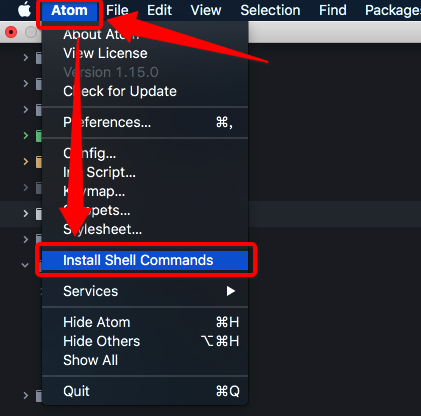 Atom File Edit View Selection Find Packages
About Atom
View License
Version 1.15.0
Check for Update
Preferences... ⌘,
Config...
Init Script...
Keymap...
Snippets...
Stylesheet...
Install Shell Commands
Services
Hide Atom ⌘H
Hide Others ⌥⌘H
Show All
Quit ⌘Q